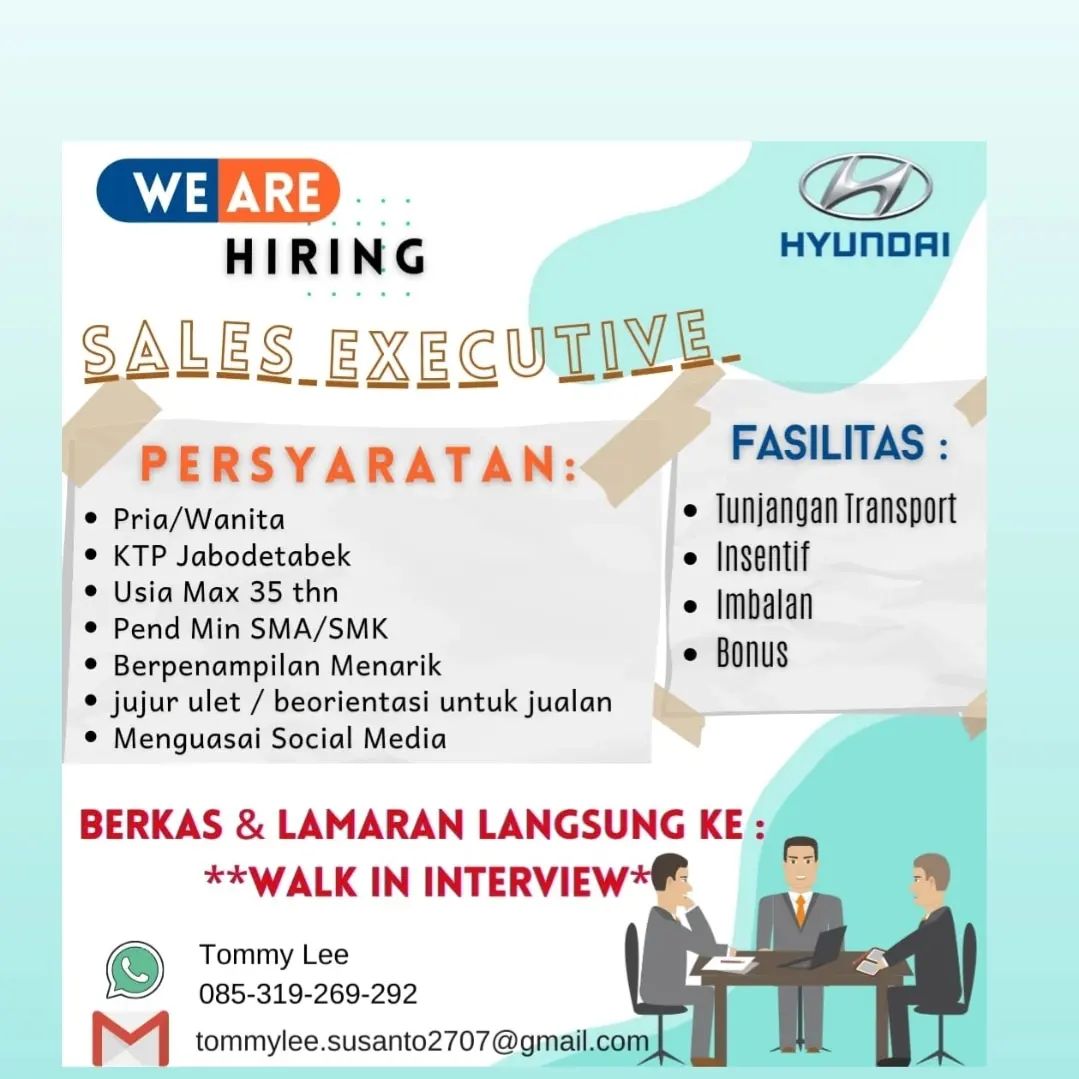 WE ARE
HIRING
HYUNDAI
SALES EXECUTIVE
PERSYARATAN:
• Pria/Wanita
• KTP Jabodetabek
• Usia Max 35 thn
• Pend Min SMA/SMK
• Berpenampilan Menarik
• jujur ulet / beorientasi untuk jualan
• Menguasai Social Media
FASILITAS :
• Tunjangan Transport
• Insentif
• Imbalan
• Bonus
BERKAS & LAMARAN LANGSUNG KE :
**WALK IN INTERVIEW*
Tommy Lee
085-319-269-292
tommylee.susanto2707@gmail.com